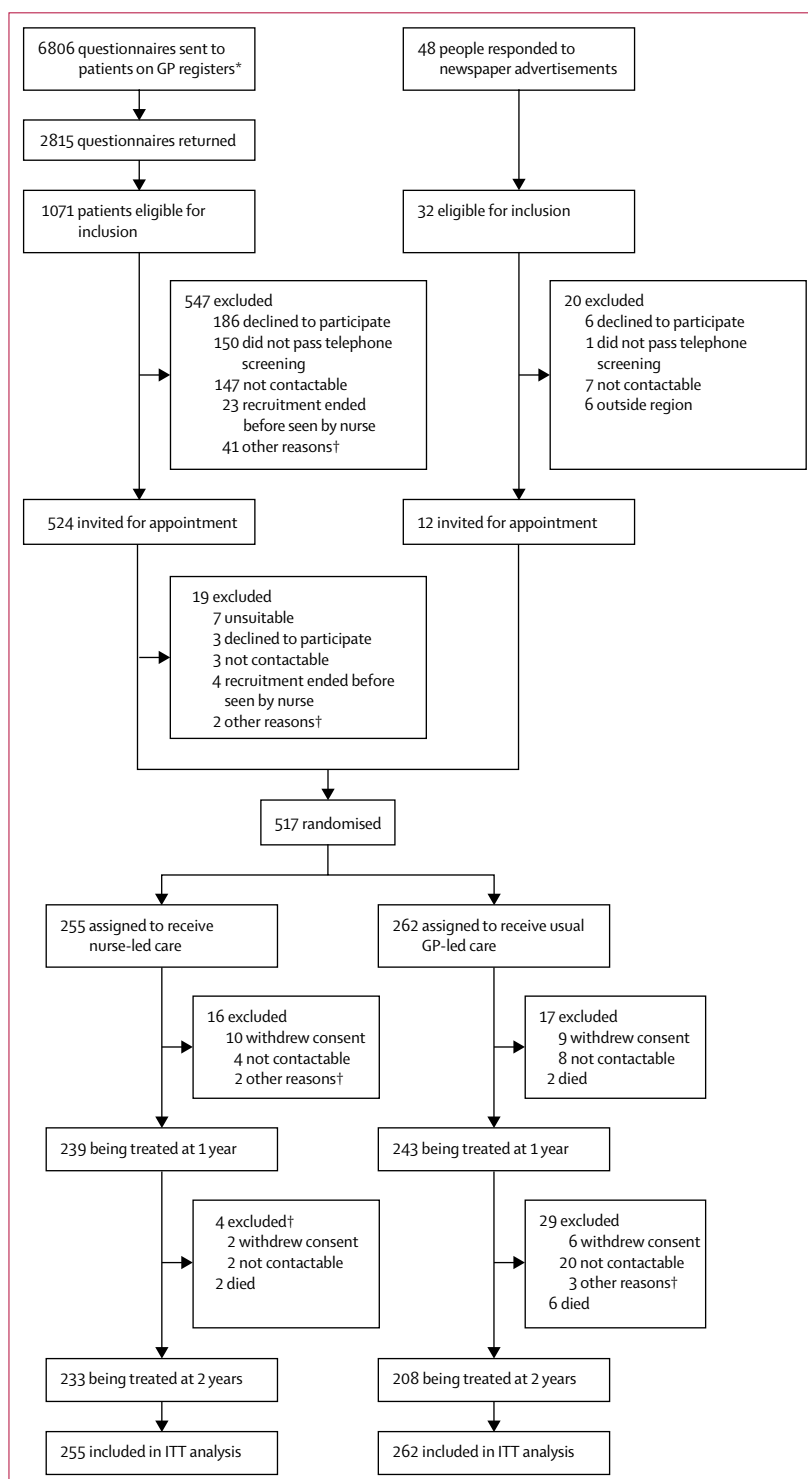 6806 questionnaires sent to
patients on GP registers*
48 people responded to
newspaper advertisements
2815 questionnaires returned
1071 patients eligible for
inclusion
32 eligible for inclusion
547 excluded
186 declined to participate
150 did not pass telephone
screening
147 not contactable
23 recruitment ended
before seen by nurse
41 other reasons†
20 excluded
6 declined to participate
1 did not pass telephone
screening
7 not contactable
6 outside region
524 invited for appointment
12 invited for appointment
19 excluded
7 unsuitable
3 declined to participate
3 not contactable
4 recruitment ended before
seen by nurse
2 other reasons†
517 randomised
255 assigned to receive
nurse-led care
262 assigned to receive usual
GP-led care
16 excluded
10 withdrew consent
4 not contactable
2 other reasons†
17 excluded
9 withdrew consent
8 not contactable
2 died
239 being treated at 1 year
243 being treated at 1 year
4 excluded†
2 withdrew consent
2 not contactable
2 died
29 excluded
6 withdrew consent
20 not contactable
3 other reasons†
6 died
233 being treated at 2 years
208 being treated at 2 years
255 included in ITT analysis
262 included in ITT analysis